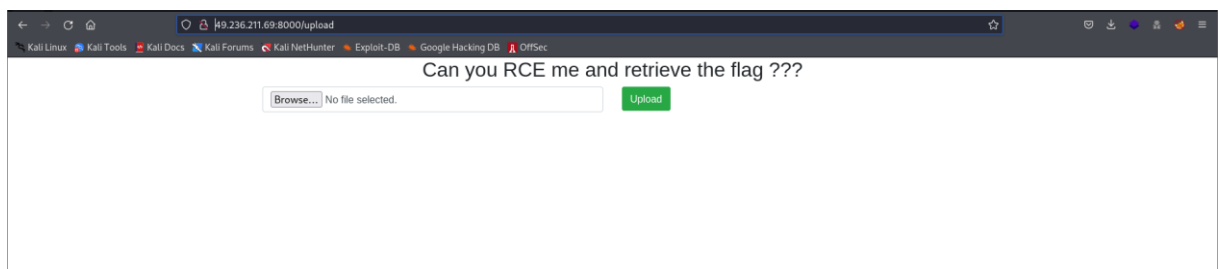 49.236.211.69:8000/upload
Kali Linux Kali Tools Kali Docs Kali Forums Kali NetHunter Exploit-DB Google Hacking DB OffSec
Can you RCE me and retrieve the flag ???
Browse... No file selected. Upload